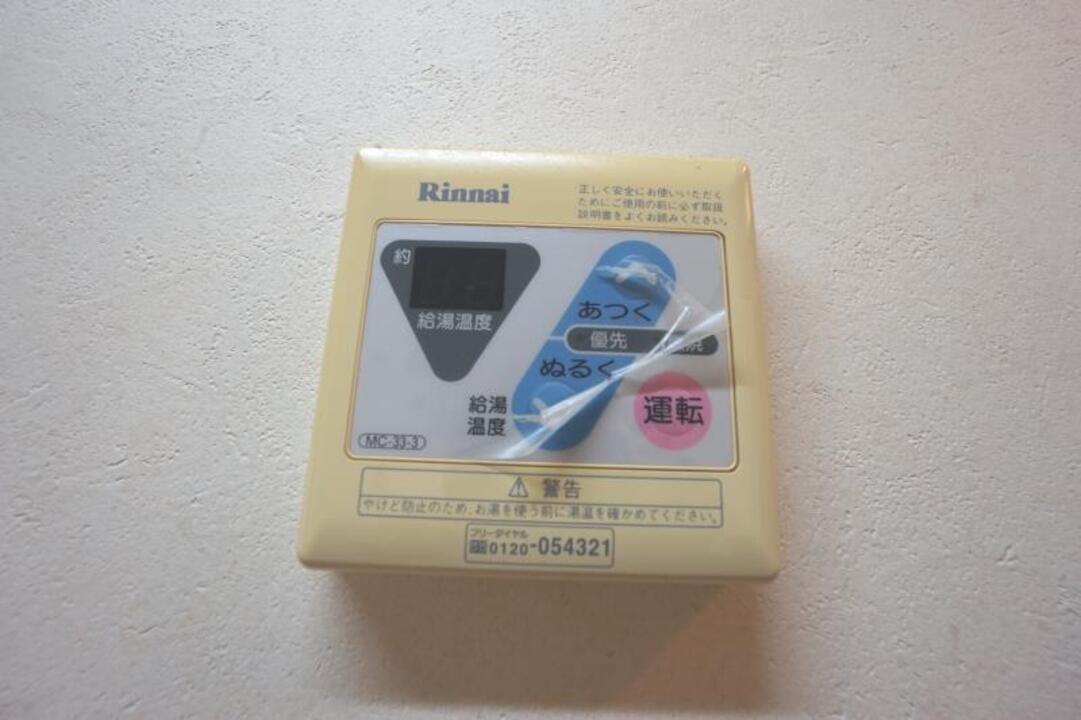 Rinnai
正しく安全にお使いいただく
ためにご使用の前に必ず取扱
説明書をよくお読みください。
約
給湯温度
あつく
優先
ぬるく
給湯
温度
運転
MC-33-3
警告
やけど防止のため、お湯を使う前に湯温を確かめてください。
フリーダイヤル
0120-054321